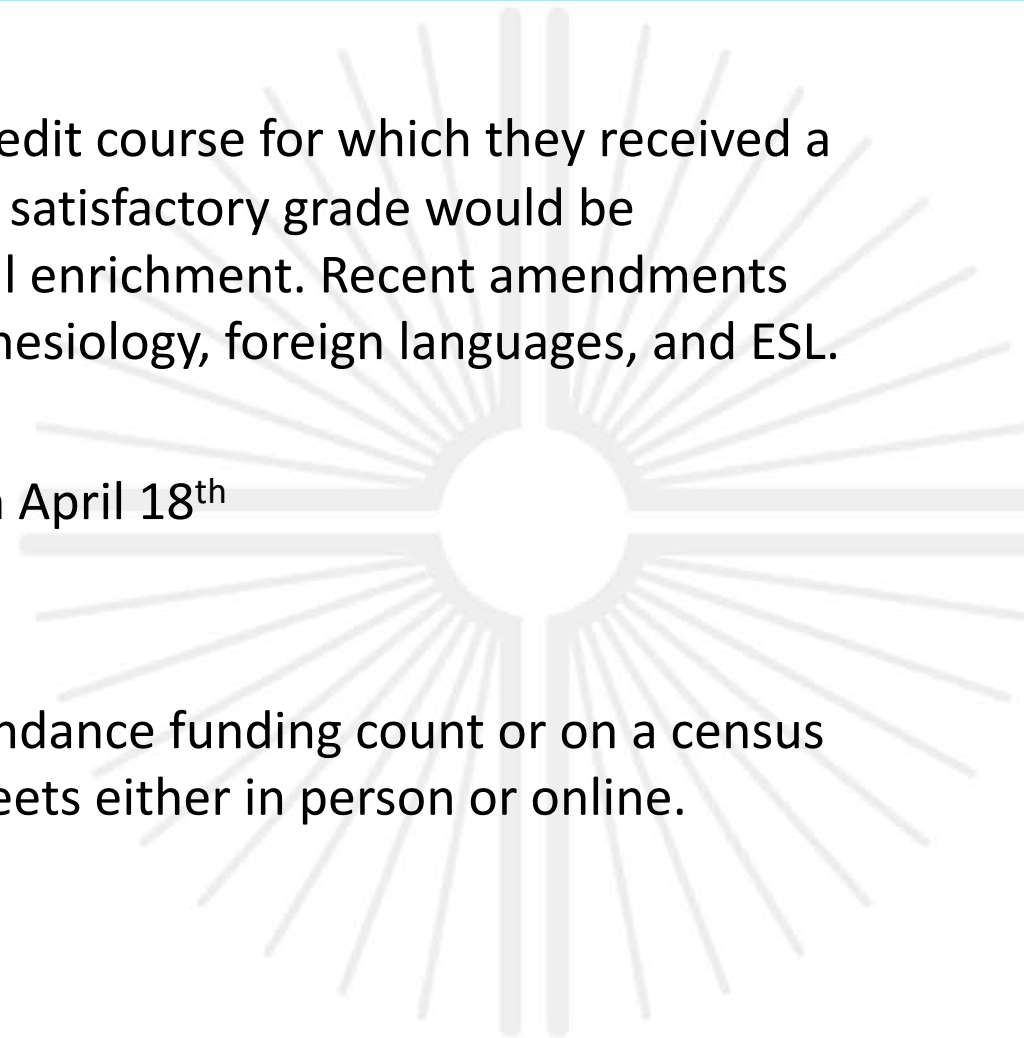 edit course for which they received a
satisfactory grade would be
l enrichment. Recent amendments
nesiology, foreign languages, and ESL.
April 18th
ndance funding count or on a census
eets either in person or online.